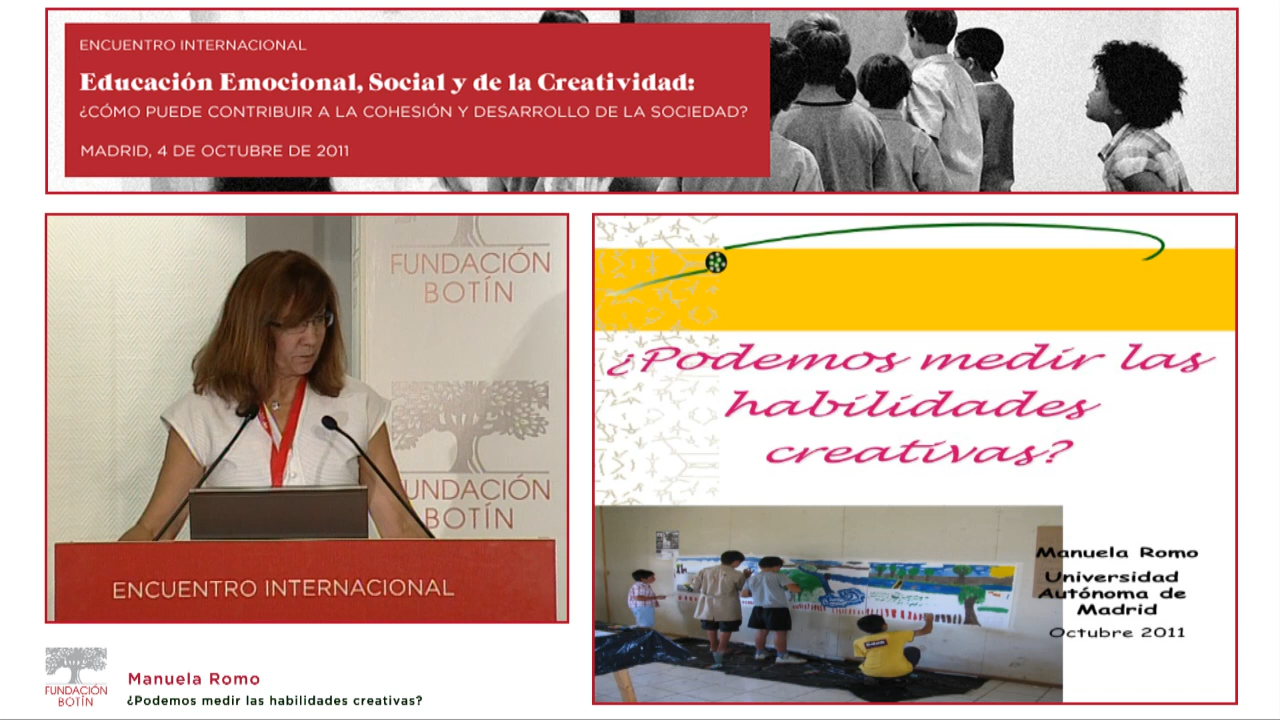 ENCUENTRO INTERNACIONAL
Educación Emocional, Social y de la Creatividad:
¿CÓMO PUEDE CONTRIBUIR A LA COHESIÓN Y DESARROLLO DE LA SOCIEDAD?
MADRID, 4 DE OCTUBRE DE 2011
FUNDACIÓN
BOTÍN
UNDACIÓN
BOTÍN
ENCUENTRO INTERNACIONAL
¿Podemos medir las
habilidades
creativas?
Manuela Romo
Universidad
Autónoma de
Madrid
Octubre 2011
FUNDACIÓN
BOTÍN
Manuela Romo
¿Podemos medir las habilidades creativas?